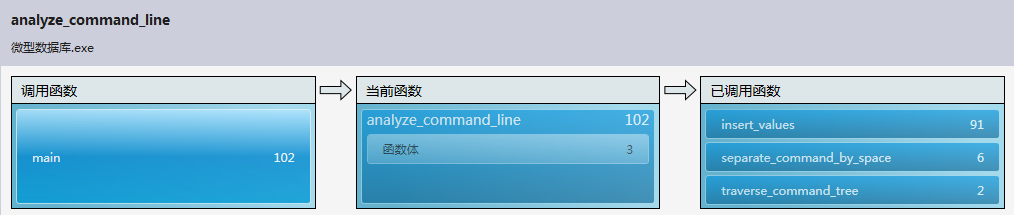 analyze_command_line
微型数据库.exe
调用函数
main 102
当前函数
analyze_command_line 102
函数体 3
已调用函数
insert_values 91
separate_command_by_space 6
traverse_command_tree 2